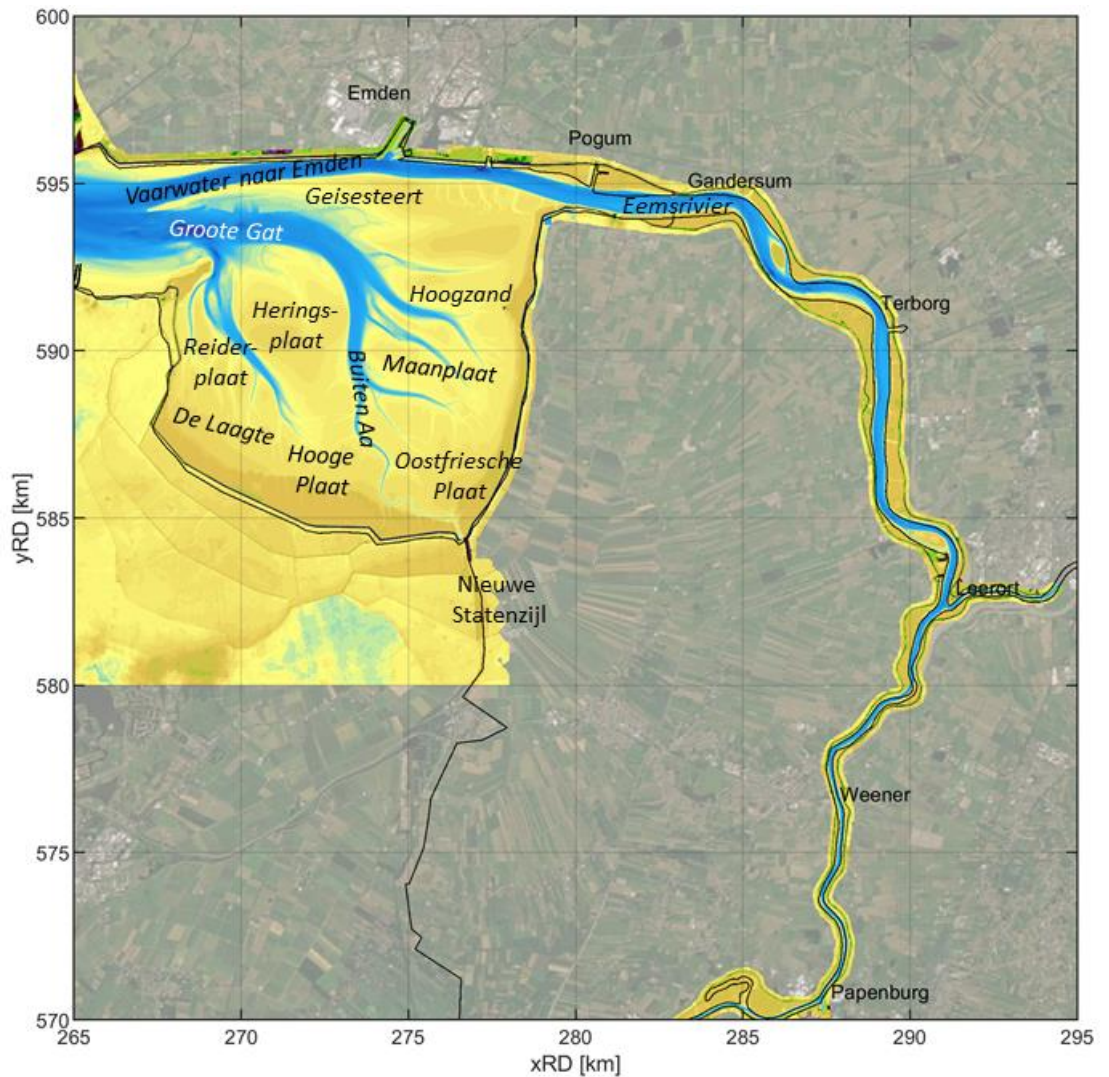 600
Emden
Pogum
595
Vaarwater naar Emden
Gandersum
Geisesteert
Eemsrivier
Groote Gat
Hoogzand
Herings-
plaat
Terborg
590
Reider-
plaat
Buiten Aa
Maanplaat
De Laagte
Hooge
Plaat
Oostfriesche
Plaat
yRD [km]
585
Nieuwe
Statenzijl
Leerort
580
Weener
575
Papenburg
570
265
270
275
280
285
290
295
xRD [km]